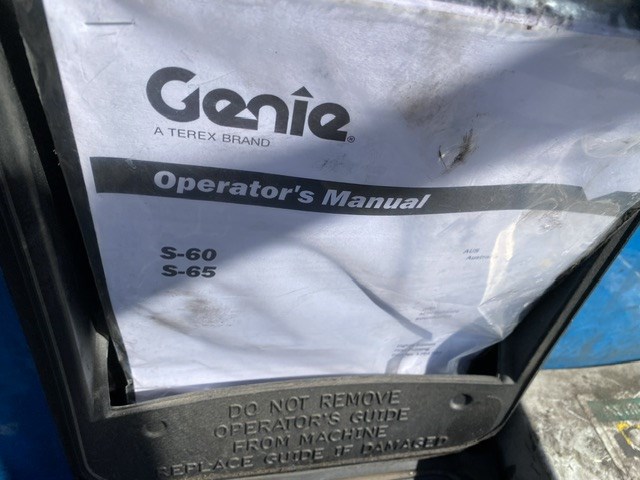 Genie
A TEREX BRAND
Operator's Manual
S-60
S-65
DO NOT REMOVE
OPERATOR'S GUIDE
FROM MACHINE
REPLACE GUIDE IF DAMAGED